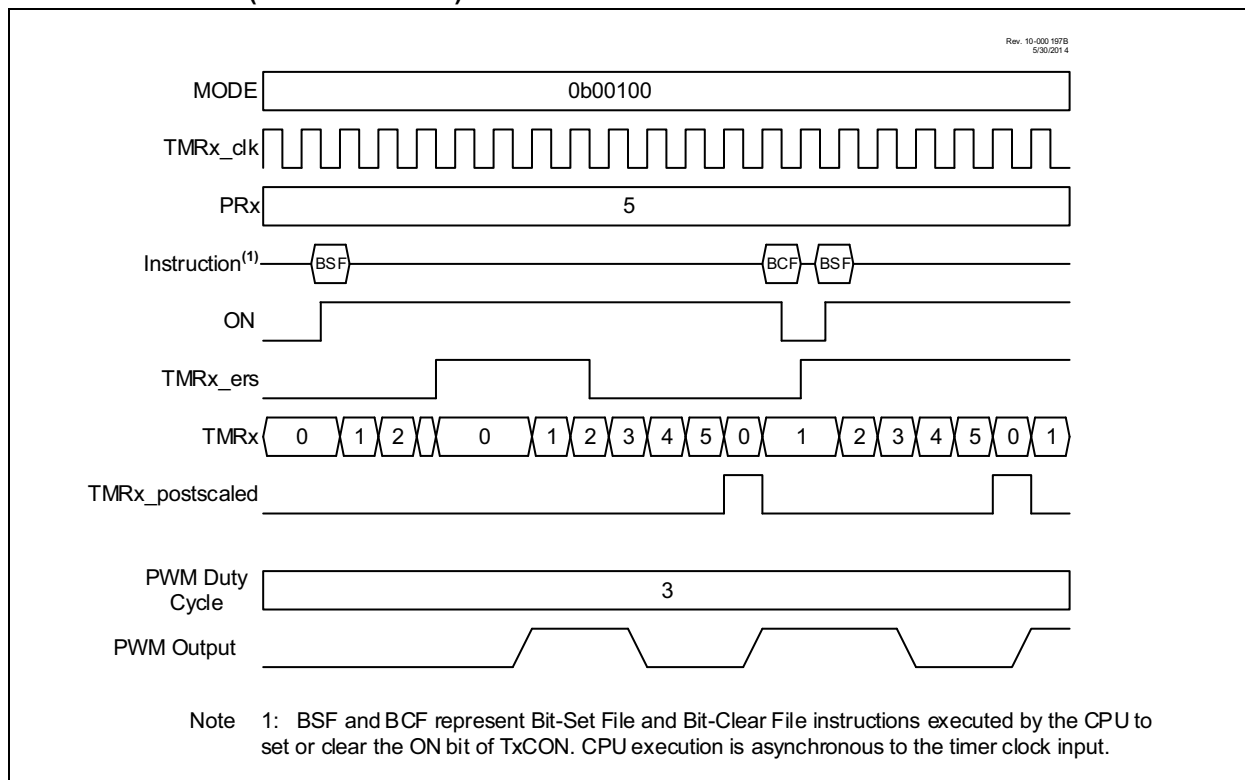 Rev. 10-000 197B
5/30/2014
MODE 0b00100
TMRx_clk
PRx 5
Instruction(1) BSF BCF BSF
ON
TMRx_ers
TMRx 0 1 2 0 1 2 3 4 5 0 1 2 3 4 5 0 1
TMRx_postscaled
PWM Duty
Cycle 3
PWM Output
Note 1: BSF and BCF represent Bit-Set File and Bit-Clear File instructions executed by the CPU to
set or clear the ON bit of TxCON. CPU execution is asynchronous to the timer clock input.